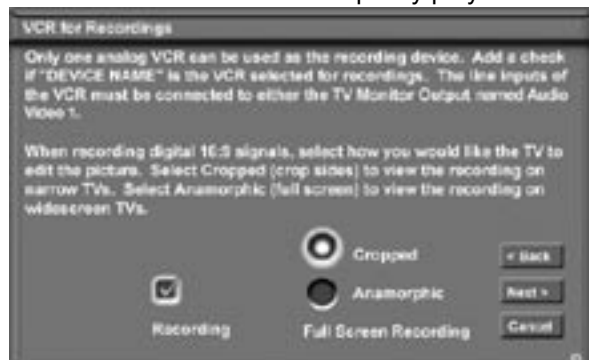 VCR for Recordings
Only one analog VCR can be used as the recording device. Add a check
if "DEVICE NAME" is the VCR selected for recordings. The line inputs of
the VCR must be connected to either the TV Monitor Output named Audio
Video 1.
When recording digital 16:9 signals, select how you would like the TV to
edit the picture. Select Cropped (crop sides) to view the recording on
narrow TVs. Select Anamorphic (full screen) to view the recording on
widescreen TVs.
Cropped
< Back
Anamorphic
Next >
Recording
Full Screen Recording
Cancel